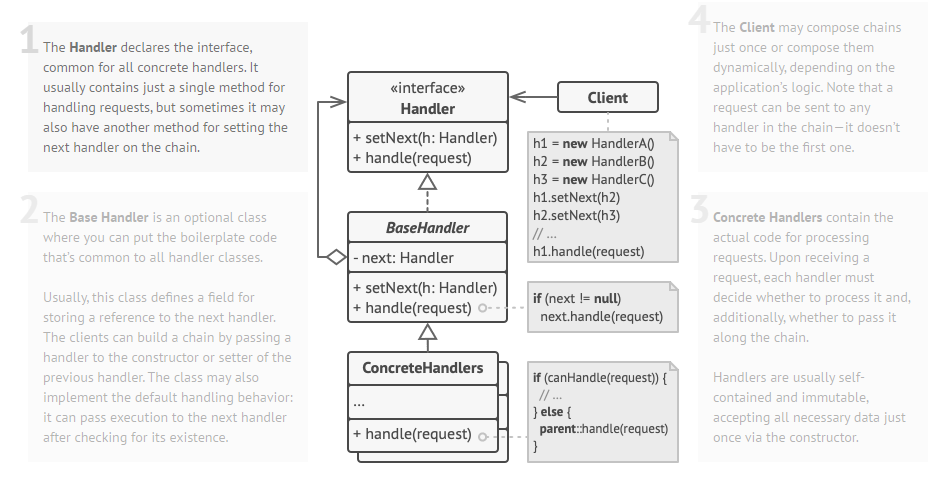 1
The Handler declares the interface,
common for all concrete handlers. It
usually contains just a single method for
handling requests, but sometimes it may
also have another method for setting the
next handler on the chain.
2
The Base Handler is an optional class
where you can put the boilerplate code
that's common to all handler classes.
Usually, this class defines a field for
storing a reference to the next handler.
The clients can build a chain by passing a
handler to the constructor or setter of the
previous handler. The class may also
implement the default handling behavior:
it can pass execution to the next handler
after checking for its existence.
«interface»
Handler
+ setNext(h: Handler)
+ handle(request)
BaseHandler
- next: Handler
+ setNext(h: Handler)
+ handle(request)
ConcreteHandlers
...
+ handle(request)
Client
h1 = new HandlerA()
h2 = new HandlerB()
h3 = new HandlerC()
h1.setNext(h2)
h2.setNext(h3)
// ...
h1.handle(request)
if (next != null)
next.handle(request)
if (canHandle(request)) {
// ...
} else {
parent::handle(request)
}
4
The Client may compose chains
just once or compose them
dynamically, depending on the
application's logic. Note that a
request can be sent to any
handler in the chain—it doesn't
have to be the first one.
3
Concrete Handlers contain the
actual code for processing
requests. Upon receiving a
request, each handler must
decide whether to process it and,
additionally, whether to pass it
along the chain.
Handlers are usually self-
contained and immutable,
accepting all necessary data just
once via the constructor.